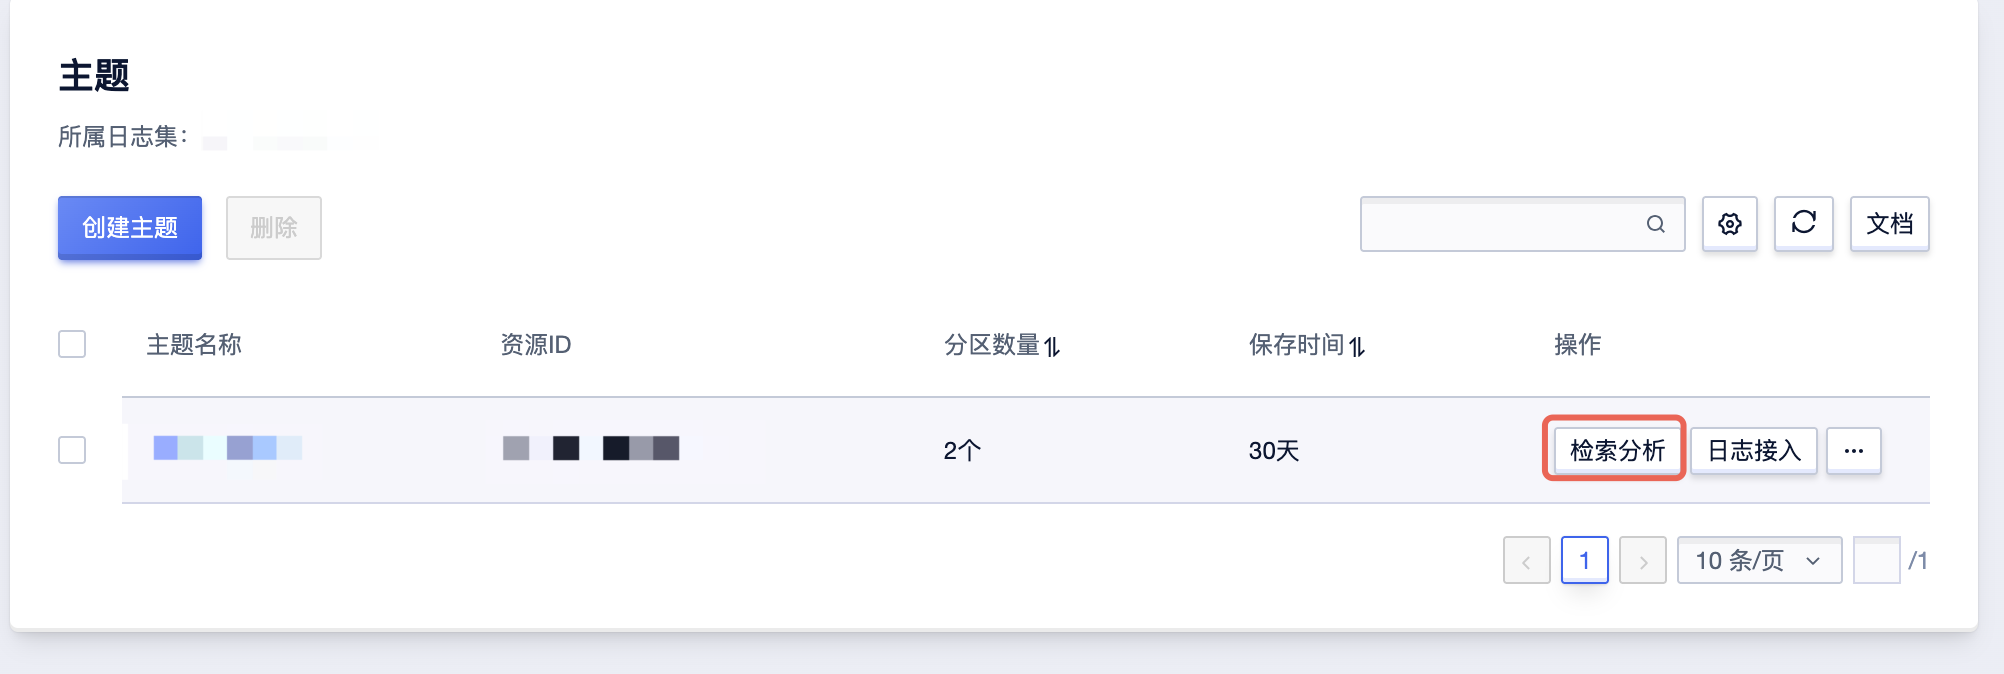 主题
所属日志集：
创建主题 删除 文档
主题名称 资源ID 分区数量 保存时间 操作
2个 30天 检索分析 日志接入 ...
1 10 条/页 /1